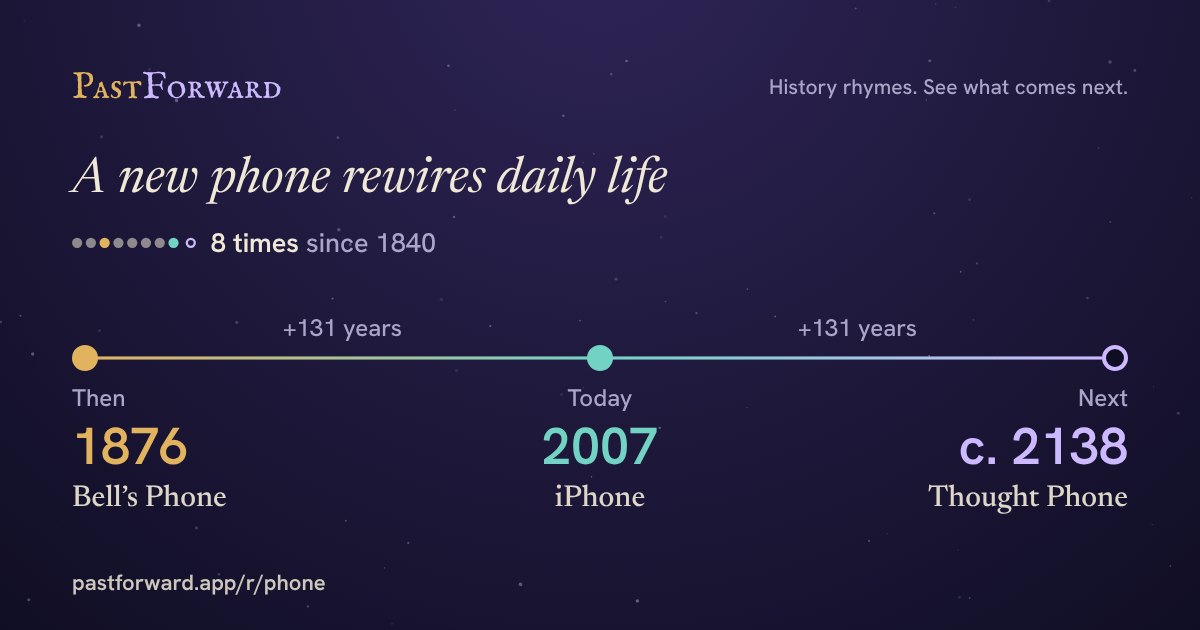 PastForward
History rhymes. See what comes next.
A new phone rewires daily life
8 times since 1840
+131 years
+131 years
Then
Today
Next
1876
2007
c. 2138
Bell’s Phone
iPhone
Thought Phone
pastforward.app/r/phone